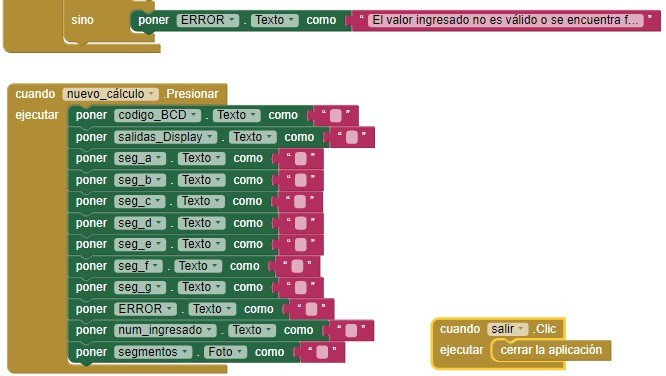 sino poner ERROR . Texto como " El valor ingresado no es válido o se encuentra f... "
cuando nuevo_cálculo .Presionar
ejecutar poner codigo_BCD . Texto como " "
poner salidas_Display . Texto como " "
poner seg_a . Texto como " "
poner seg_b . Texto como " "
poner seg_c . Texto como " "
poner seg_d . Texto como " "
poner seg_e . Texto como " "
poner seg_f . Texto como " "
poner seg_g . Texto como " "
poner ERROR . Texto como " "
poner num_ingresado . Texto como " "
poner segmentos . Foto como " "
cuando salir .Clic
ejecutar cerrar la aplicación